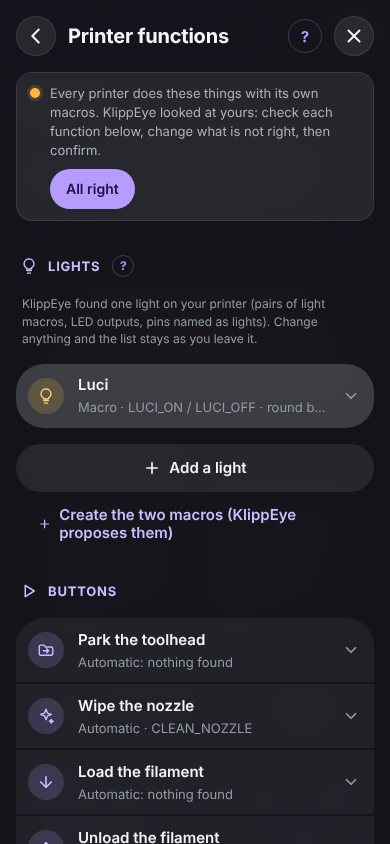 Printer functions
?
Every printer does these things with its own
macros. KlippEye looked at yours: check each
function below, change what is not right, then
confirm.
All right
LIGHTS
?
KlippEye found one light on your printer (pairs of light
macros, LED outputs, pins named as lights). Change
anything and the list stays as you leave it.
Luci
Macro · LUCI_ON / LUCI_OFF · round b...
+ Add a light
+ Create the two macros (KlippEye
proposes them)
BUTTONS
Park the toolhead
Automatic: nothing found
Wipe the nozzle
Automatic · CLEAN_NOZZLE
Load the filament
Automatic: nothing found
Unload the filament